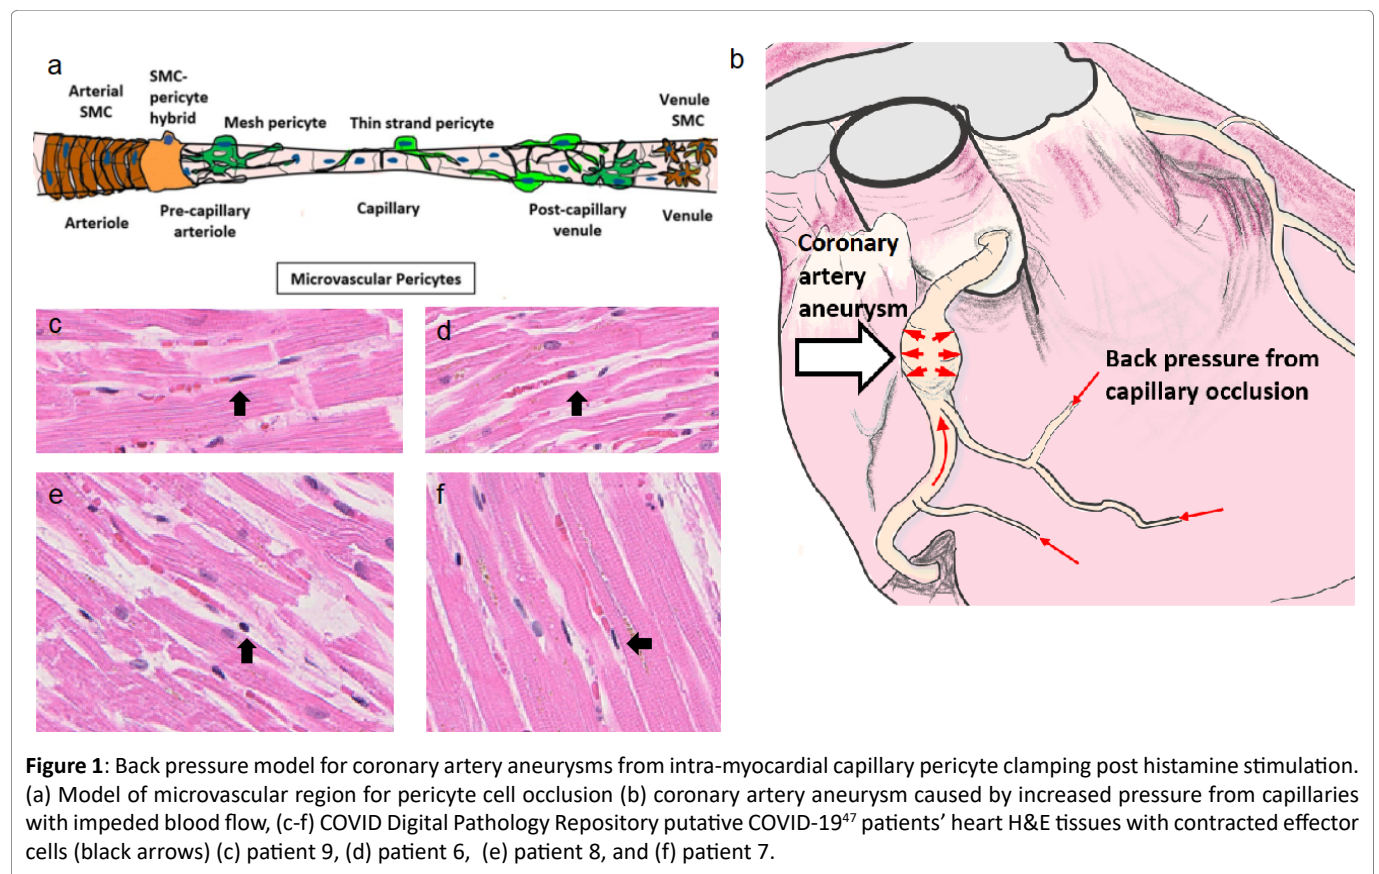 a
Arterial
SMC
SMC-
pericyte
hybrid
Mesh pericyte
Thin strand pericyte
Venule
SMC
Arteriole
Pre-capillary
arteriole
Capillary
Post-capillary
venule
Venule
Microvascular Pericytes
b
Coronary
artery
aneurysm
Back pressure from
capillary occlusion
c
d
e
f
Figure 1: Back pressure model for coronary artery aneurysms from intra-myocardial capillary pericyte clamping post histamine stimulation.
(a) Model of microvascular region for pericyte cell occlusion (b) coronary artery aneurysm caused by increased pressure from capillaries
with impeded blood flow, (c-f) COVID Digital Pathology Repository putative COVID-19⁴⁷ patients’ heart H&E tissues with contracted effector
cells (black arrows) (c) patient 9, (d) patient 6, (e) patient 8, and (f) patient 7.